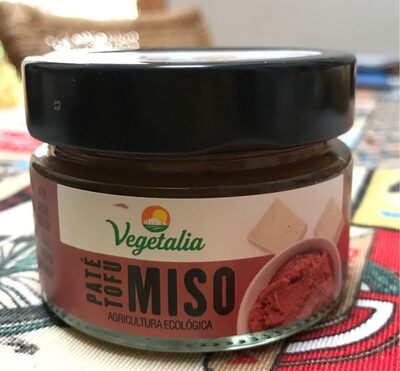 Vegetalia
PATÉ
TOFU
MISO
AGRICULTURA ECOLÓGICA